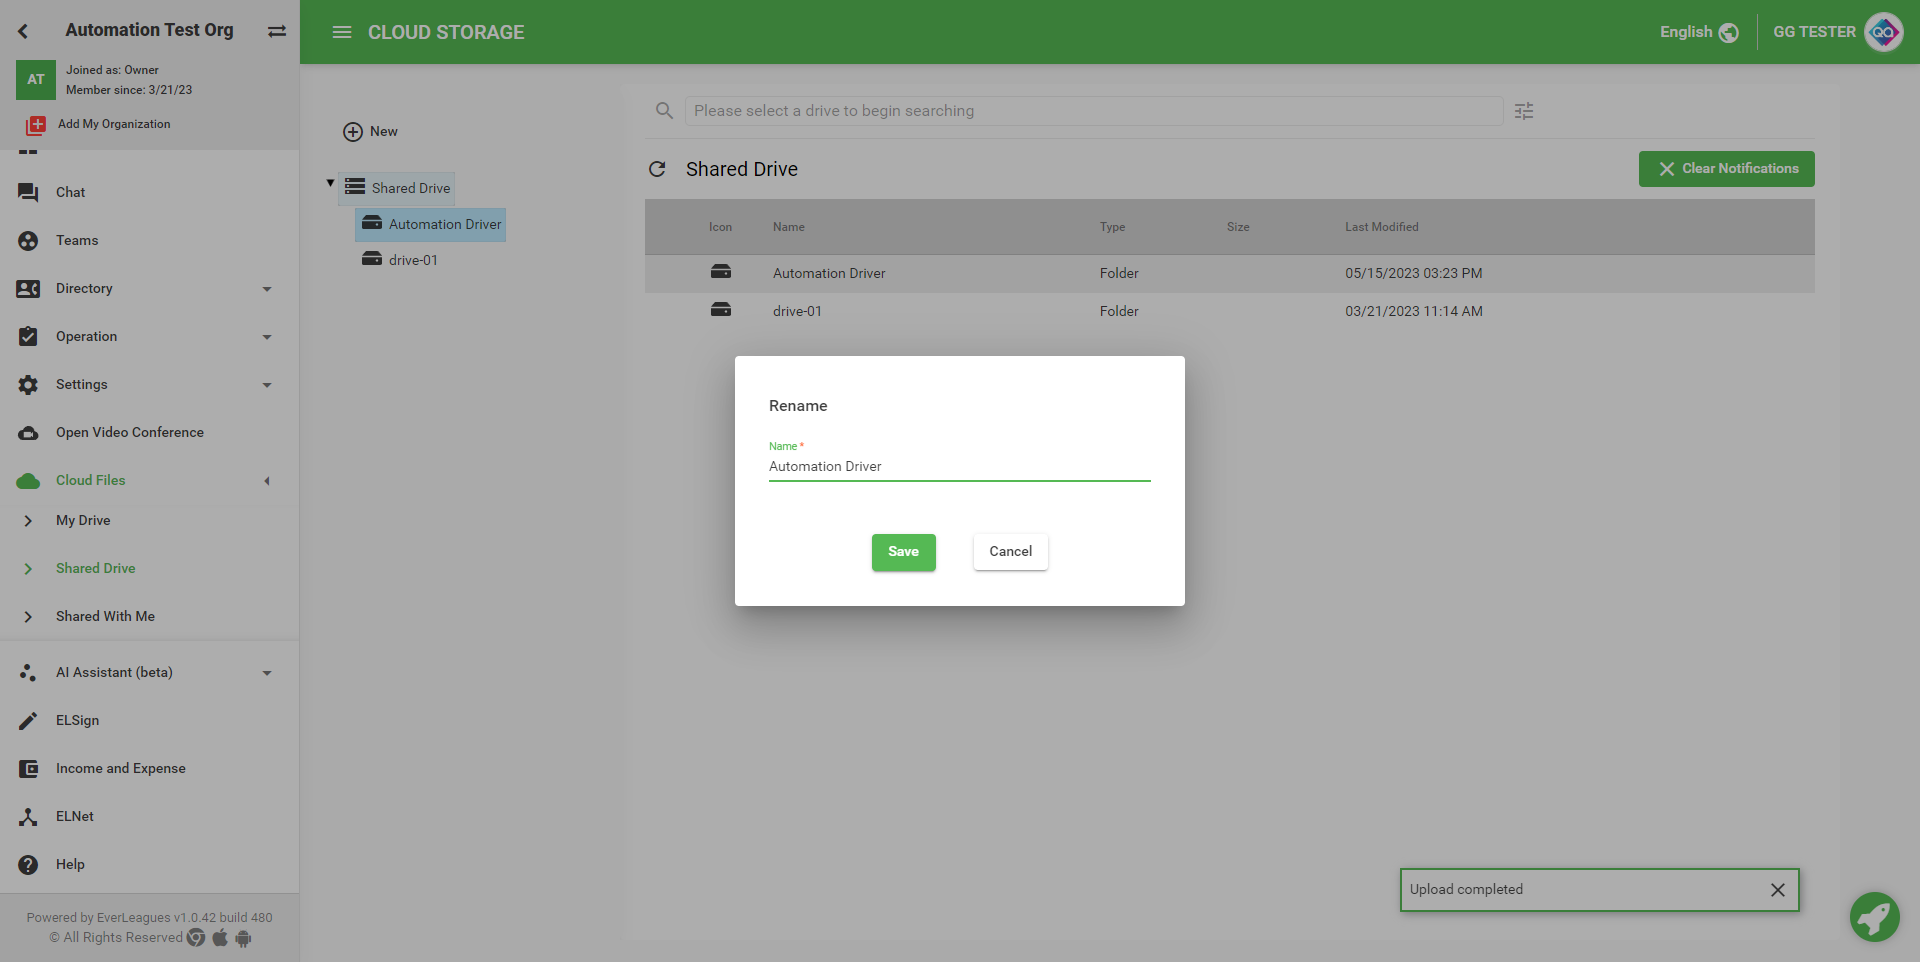 Automation Test Org
AT
Joined as: Owner
Member since: 3/21/23
Add My Organization
Chat
Teams
Directory
Operation
Settings
Open Video Conference
Cloud Files
My Drive
Shared Drive
Shared With Me
AI Assistant (beta)
ELSign
Income and Expense
ELNet
Help
Powered by EverLeagues v1.0.42 build 480
© All Rights Reserved
CLOUD STORAGE
English
GG TESTER
QA
New
Shared Drive
Automation Driver
drive-01
Please select a drive to begin searching
Shared Drive
Clear Notifications
Icon Name Type Size Last Modified
Automation Driver Folder 05/15/2023 03:23 PM
drive-01 Folder 03/21/2023 11:14 AM
Rename
Name *
Automation Driver
Save Cancel
Upload completed